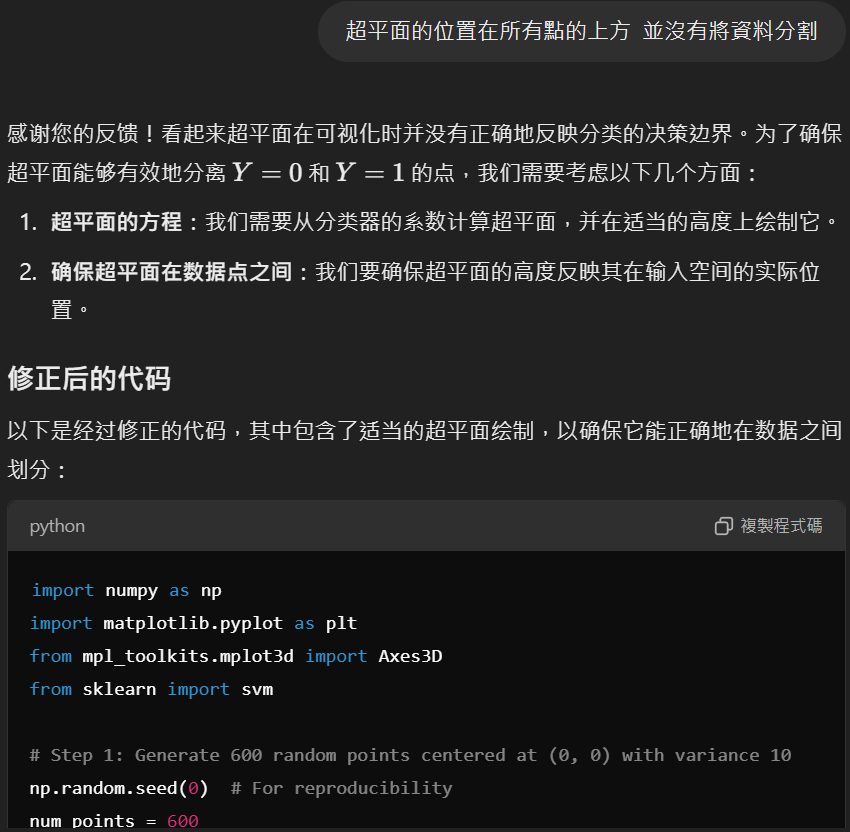 超平面的位置在所有點的上方 並沒有將資料分割
感谢您的反馈！看起来超平面在可视化时并没有正确地反映分类的决策边界。为了确保
超平面能够有效地分离 Y = 0 和 Y = 1 的点，我们需要考虑以下几个方面：
1. 超平面的方程：我们需要从分类器的系数计算超平面，并在适当的高度上绘制它。
2. 确保超平面在数据点之间：我们要确保超平面的高度反映其在输入空间的实际位
置。
修正后的代码
以下是经过修正的代码，其中包含了适当的超平面绘制，以确保它能正确地在数据之间
划分：
python
複製程式碼
import numpy as np
import matplotlib.pyplot as plt
from mpl_toolkits.mplot3d import Axes3D
from sklearn import svm
# Step 1: Generate 600 random points centered at (0, 0) with variance 10
np.random.seed(0)  # For reproducibility
num_points = 600